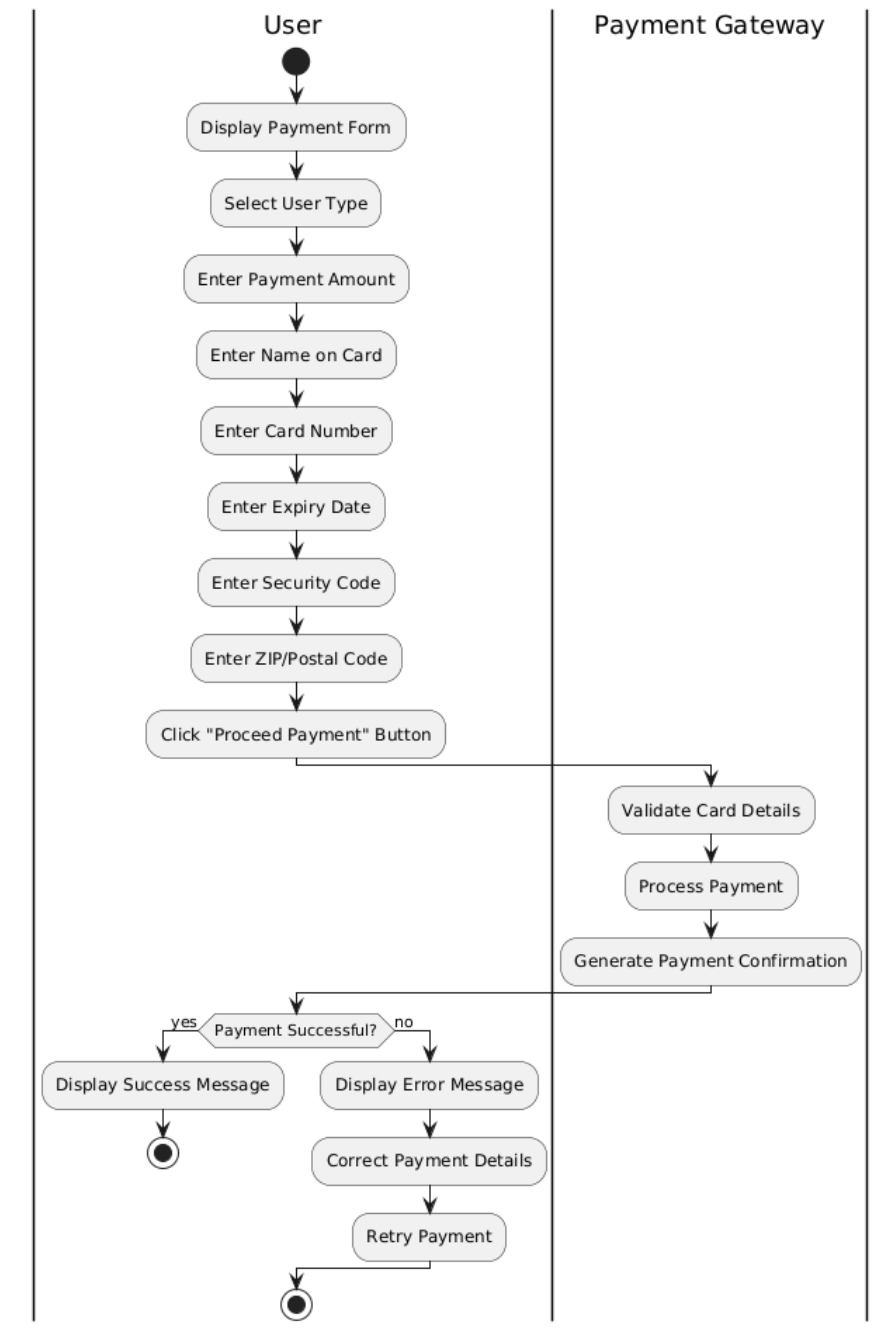 User
Payment Gateway
Display Payment Form
Select User Type
Enter Payment Amount
Enter Name on Card
Enter Card Number
Enter Expiry Date
Enter Security Code
Enter ZIP/Postal Code
Click "Proceed Payment" Button
Validate Card Details
Process Payment
Generate Payment Confirmation
yes
Payment Successful?
no
Display Success Message
Display Error Message
Correct Payment Details
Retry Payment